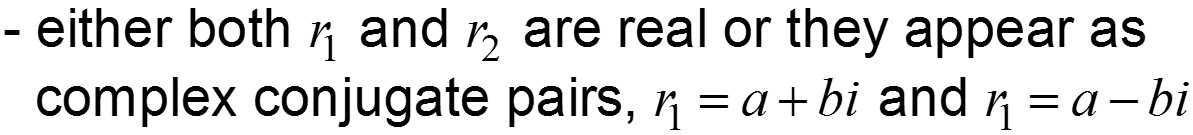 - either both r₁ and r₂ are real or they appear as
complex conjugate pairs, r₁ = a + bi and r₁ = a − bi